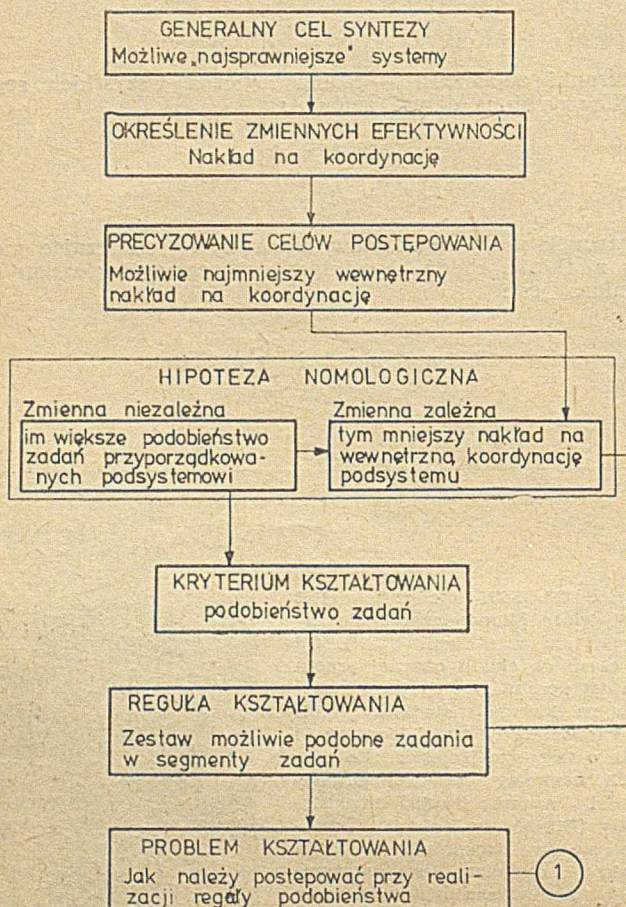 GENERALNY CEL SYNTEZY
Możliwe „najsprawniejsze" systemy
OKREŚLENIE ZMIENNYCH EFEKTYWNOŚCI
Nakład na koordynację
PRECYZOWANIE CELÓW POSTĘPOWANIA
Możliwie najmniejszy wewnętrzny
nakład na koordynację
HIPOTEZA NOMOLOGICZNA
Zmienna niezależna
im większe podobieństwo
zadań przyporządkowa-
nych podsystemowi
Zmienna zależna
tym mniejszy nakład na
wewnętrzną koordynację
podsystemu
KRYTERIUM KSZTAŁTOWANIA
podobieństwo zadań
REGUŁA KSZTĄŁTOWANIA
Zestaw możliwie podobne zadania
w segmenty zadań
PROBLEM KSZTAŁTOWANIA
Jak należy postepować przy reali-
zacji reguły podobieństwa
1